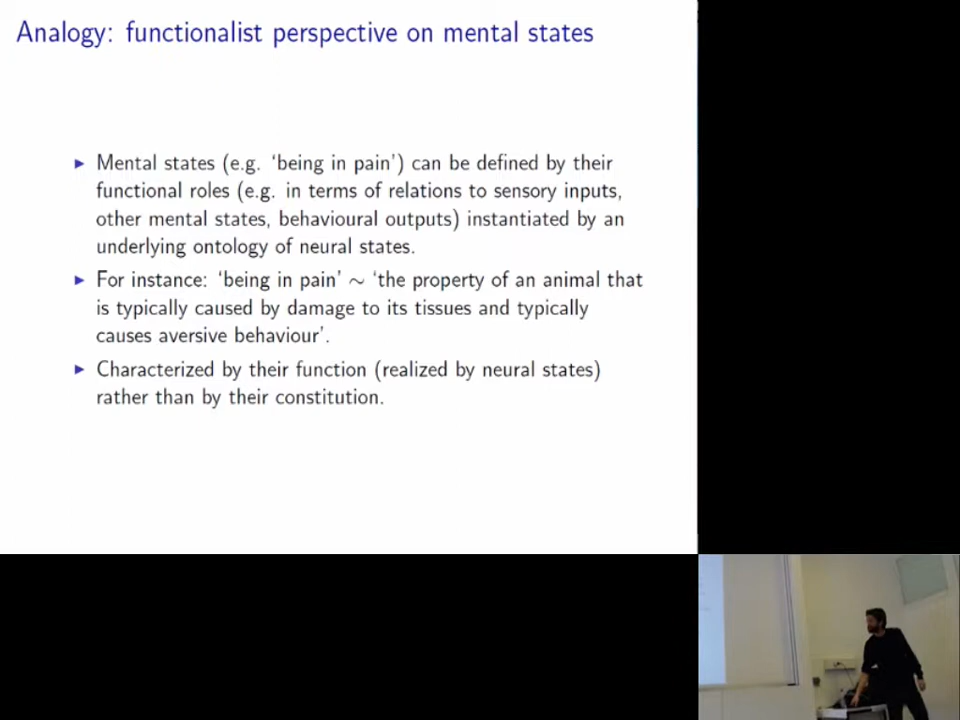 Analogy: functionalist perspective on mental states
▶ Mental states (e.g. ‘being in pain’) can be defined by their
functional roles (e.g. in terms of relations to sensory inputs,
other mental states, behavioural outputs) instantiated by an
underlying ontology of neural states.
▶ For instance: ‘being in pain’ ∼ ‘the property of an animal that
is typically caused by damage to its tissues and typically
causes aversive behaviour’.
▶ Characterized by their function (realized by neural states)
rather than by their constitution.